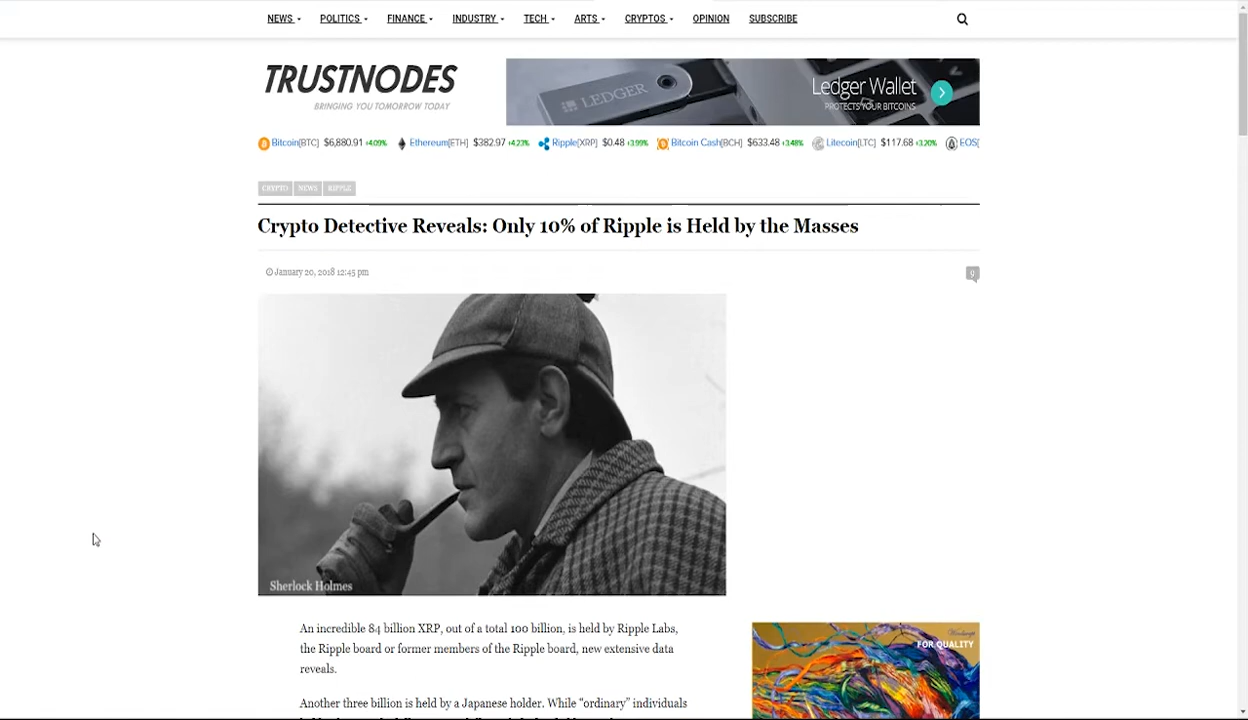 NEWS POLITICS FINANCE INDUSTRY TECH ARTS CRYPTOS OPINION SUBSCRIBE
TRUSTNODES
BRINGING YOU TOMORROW TODAY
LEDGER
Ledger Wallet
PROTECTS YOUR BITCOINS
Bitcoin[BTC] $6,880.91 +4.09% Ethereum[ETH] $382.97 +4.23% Ripple[XRP] $0.48 +3.99% Bitcoin Cash[BCH] $633.48 +3.48% Litecoin[LTC] $117.68 +3.20% EOS[
CRYPTO NEWS RIPPLE
Crypto Detective Reveals: Only 10% of Ripple is Held by the Masses
January 20, 2018 12:45 pm
9
Sherlock Holmes
An incredible 84 billion XRP, out of a total 100 billion, is held by Ripple Labs,
the Ripple board or former members of the Ripple board, new extensive data
reveals.
Another three billion is held by a Japanese holder. While “ordinary” individuals
FOR QUALITY